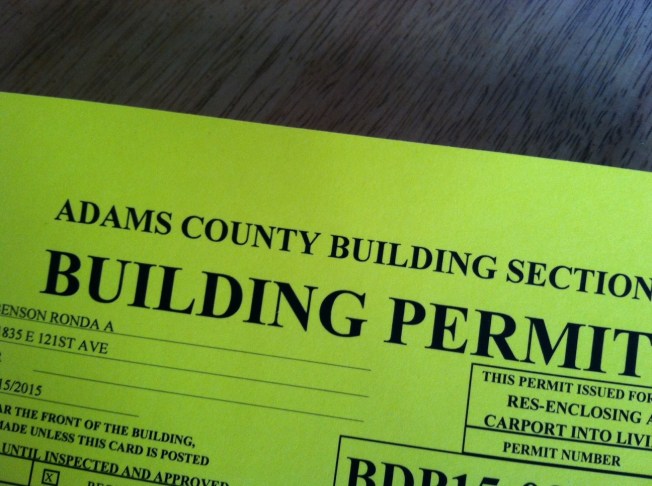 ADAMS COUNTY BUILDING SECTION
BUILDING PERMIT
ENSON RONDA A
835 E 121ST AVE
15/2015
THIS PERMIT ISSUED FOR
RES-ENCLOSING A
CARPORT INTO LIVI
PERMIT NUMBER
AR THE FRONT OF THE BUILDING,
MADE UNLESS THIS CARD IS POSTED
UNTIL INSPECTED AND APPROVED
X
BDP15-0